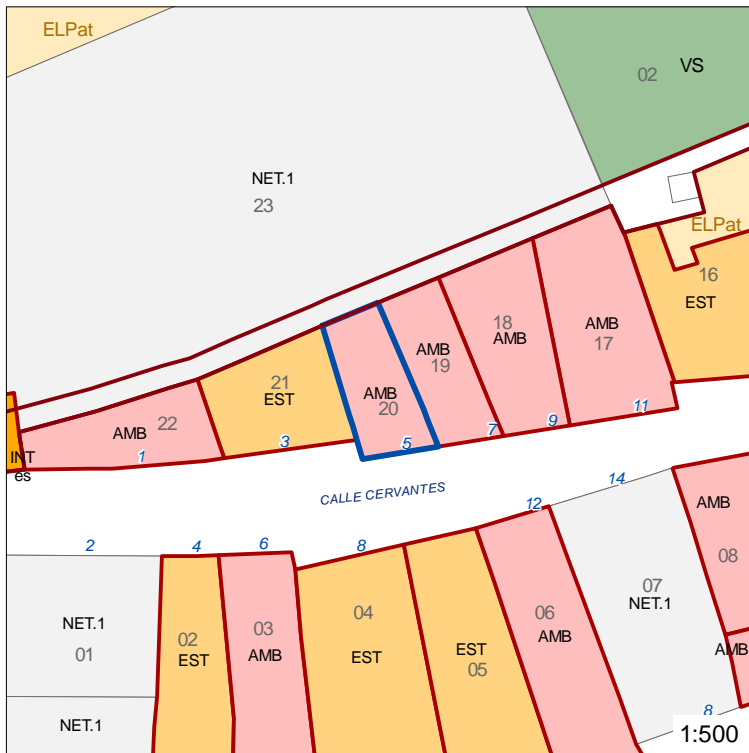 ELPat
02 VS
NET.1
23
ELPat
16
EST
18
AMB
AMB
17
AMB
19
21
EST
AMB
20
22
AMB
11
9
7
5
3
1
INT
es
CALLE CERVANTES
14
12
8
6
4
2
AMB
08
07
NET.1
06
AMB
04
EST
EST
05
03
AMB
02
EST
NET.1
01
AMB
NET.1
8
1:500